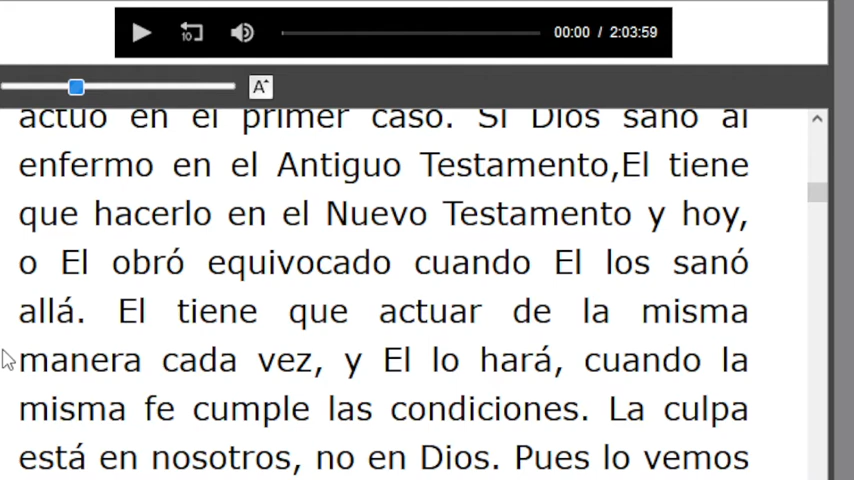 00:00 / 2:03:59
10
A
actuó en el primer caso. Si Dios sanó al
enfermo en el Antiguo Testamento,El tiene
que hacerlo en el Nuevo Testamento y hoy,
o El obró equivocado cuando El los sanó
allá. El tiene que actuar de la misma
manera cada vez, y El lo hará, cuando la
misma fe cumple las condiciones. La culpa
está en nosotros, no en Dios. Pues lo vemos